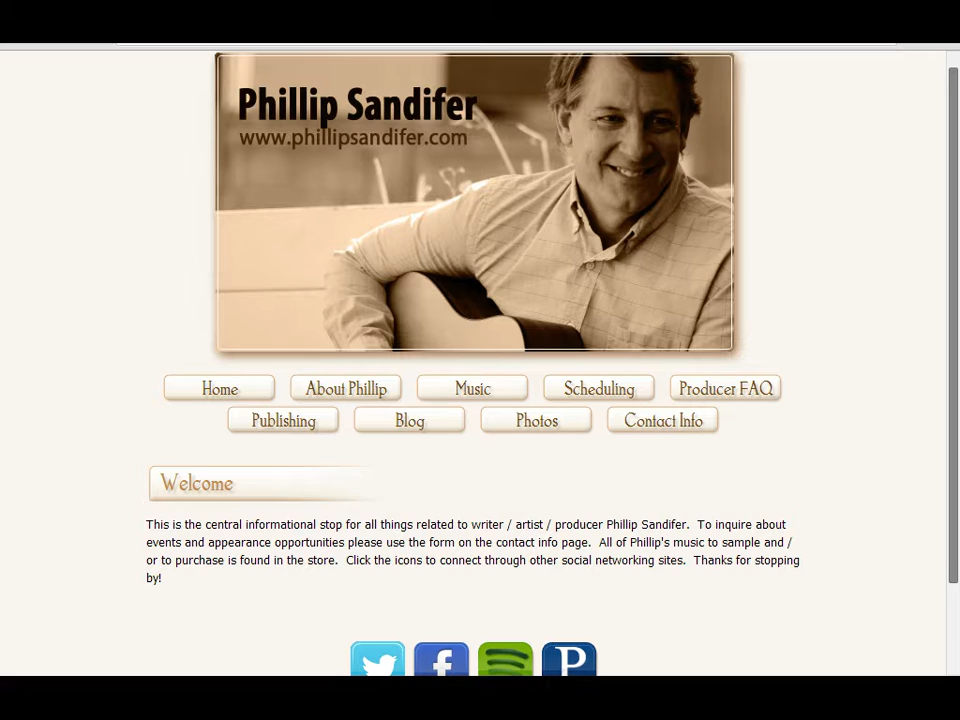 Phillip Sandifer
www.phillipsandifer.com
Home About Phillip Music Scheduling Producer FAQ
Publishing Blog Photos Contact Info
Welcome
This is the central informational stop for all things related to writer / artist / producer Phillip Sandifer. To inquire about
events and appearance opportunities please use the form on the contact info page. All of Phillip's music to sample and /
or to purchase is found in the store. Click the icons to connect through other social networking sites. Thanks for stopping
by!